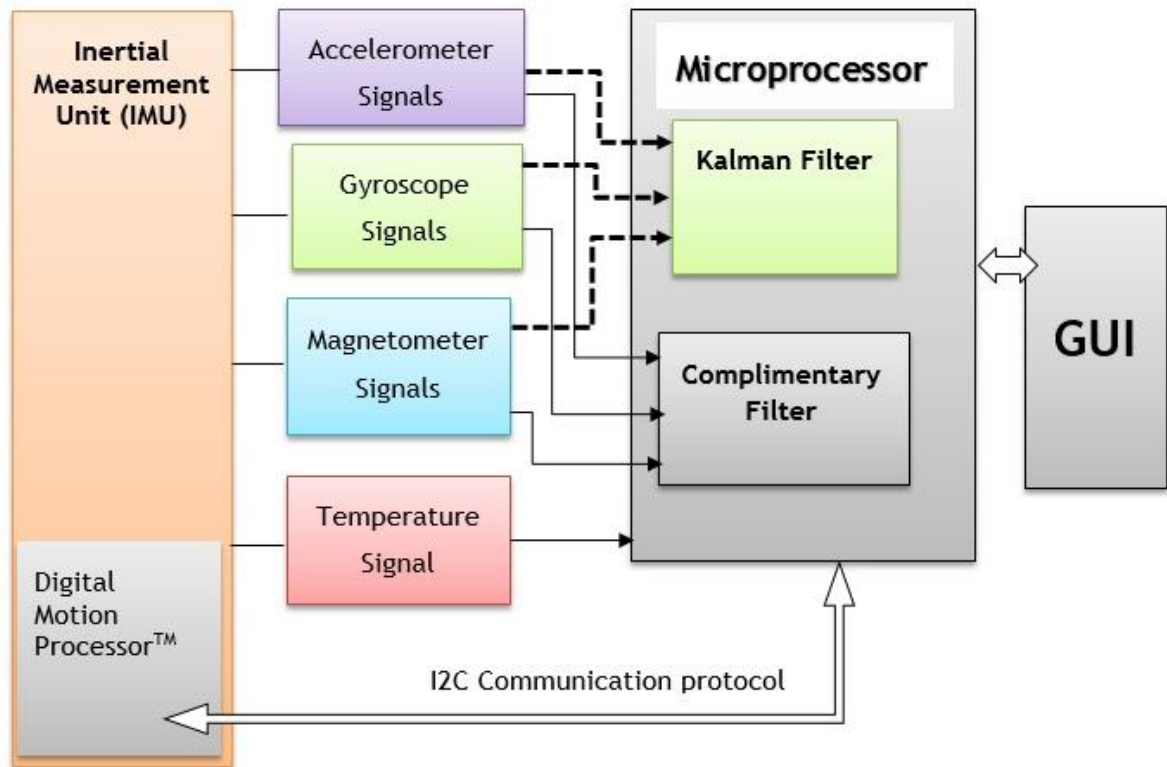 Inertial
Measurement
Unit (IMU)
Accelerometer
Signals
Gyroscope
Signals
Magnetometer
Signals
Temperature
Signal
Digital
Motion
Processor™
Microprocessor
Kalman Filter
Complimentary
Filter
GUI
I2C Communication protocol